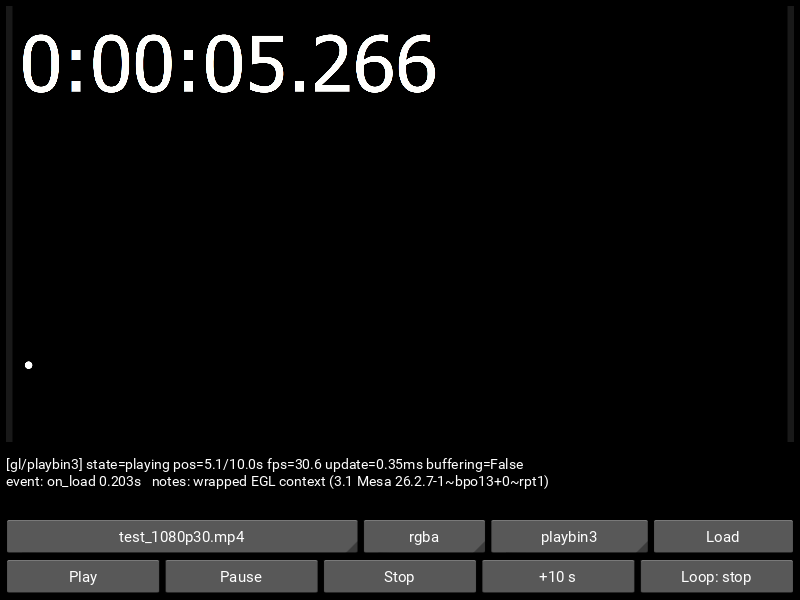 0:00:05.266
[gl/playbin3] state=playing pos=5.1/10.0s fps=30.6 update=0.35ms buffering=False
event: on_load 0.203s   notes: wrapped EGL context (3.1 Mesa 26.2.7-1~bpo13+0~rpt1)
test_1080p30.mp4 rgba playbin3 Load
Play Pause Stop +10 s Loop: stop